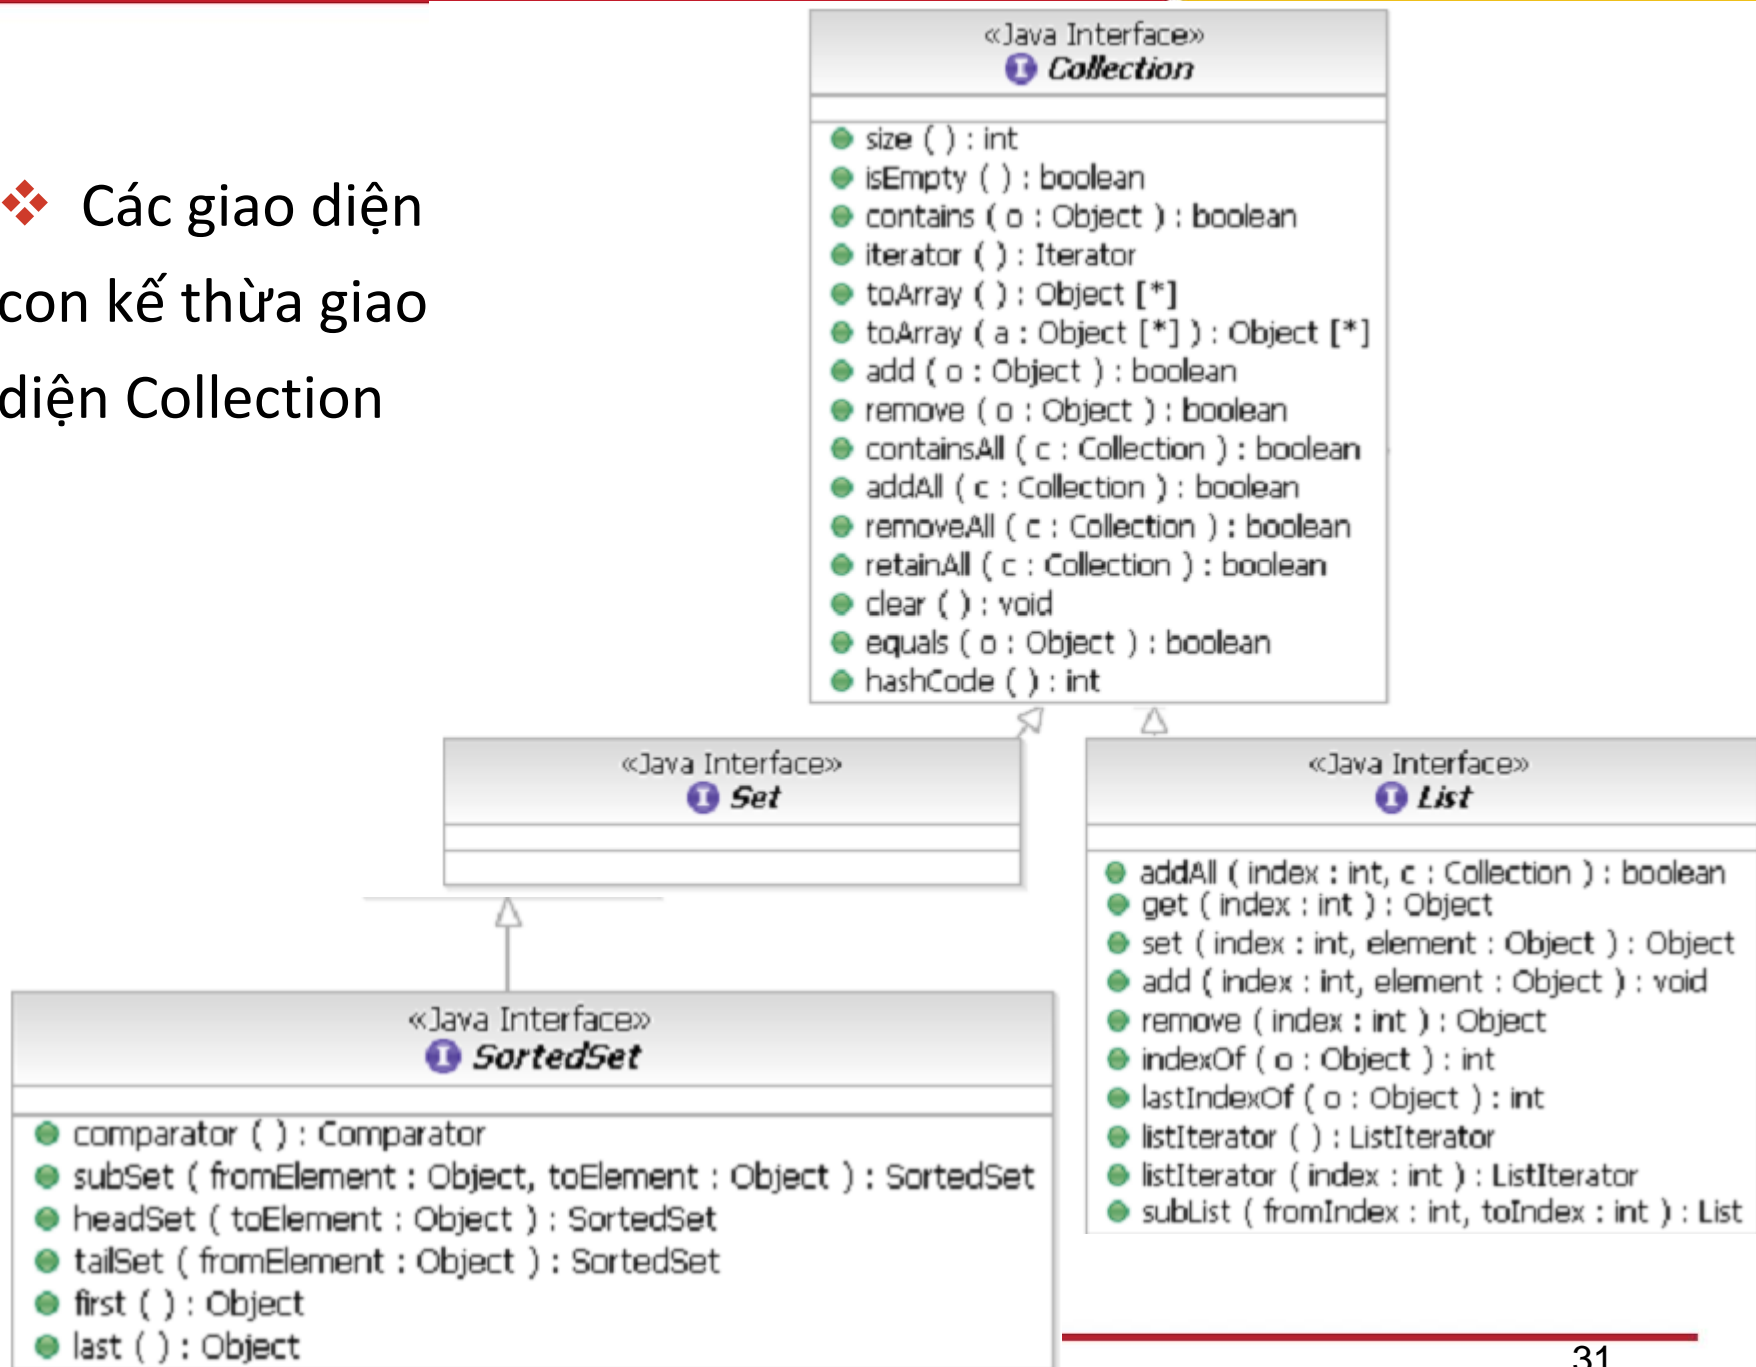 ❖ Các giao diện
con kế thừa giao
diện Collection
«Java Interface»
I Collection
size ( ) : int
isEmpty ( ) : boolean
contains ( o : Object ) : boolean
iterator ( ) : Iterator
toArray ( ) : Object [*]
toArray ( a : Object [*] ) : Object [*]
add ( o : Object ) : boolean
remove ( o : Object ) : boolean
containsAll ( c : Collection ) : boolean
addAll ( c : Collection ) : boolean
removeAll ( c : Collection ) : boolean
retainAll ( c : Collection ) : boolean
clear ( ) : void
equals ( o : Object ) : boolean
hashCode ( ) : int
«Java Interface»
I Set
«Java Interface»
I List
addAll ( index : int, c : Collection ) : boolean
get ( index : int ) : Object
set ( index : int, element : Object ) : Object
add ( index : int, element : Object ) : void
remove ( index : int ) : Object
indexOf ( o : Object ) : int
lastIndexOf ( o : Object ) : int
listIterator ( ) : ListIterator
listIterator ( index : int ) : ListIterator
subList ( fromIndex : int, toIndex : int ) : List
«Java Interface»
I SortedSet
comparator ( ) : Comparator
subSet ( fromElement : Object, toElement : Object ) : SortedSet
headSet ( toElement : Object ) : SortedSet
tailSet ( fromElement : Object ) : SortedSet
first ( ) : Object
last ( ) : Object
31